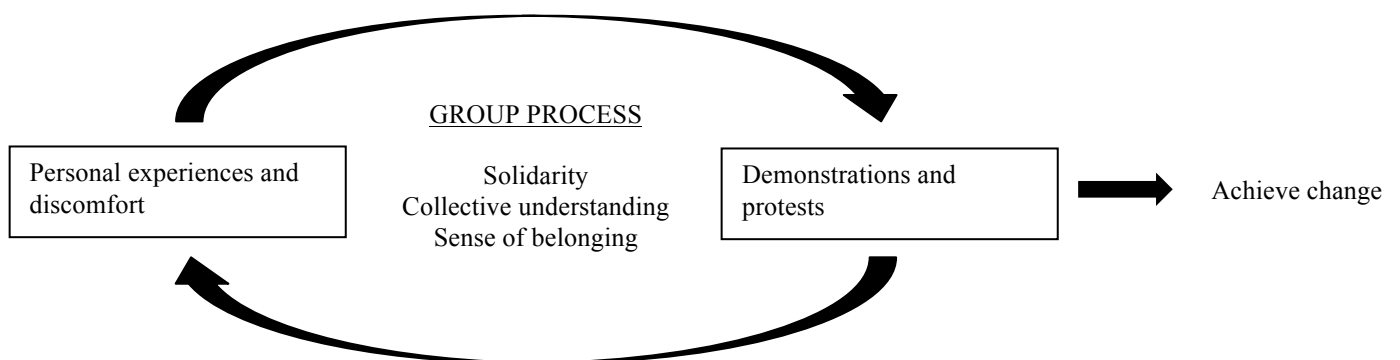 GROUP PROCESS
Personal experiences and
discomfort
Solidarity
Collective understanding
Sense of belonging
Demonstrations and
protests
Achieve change